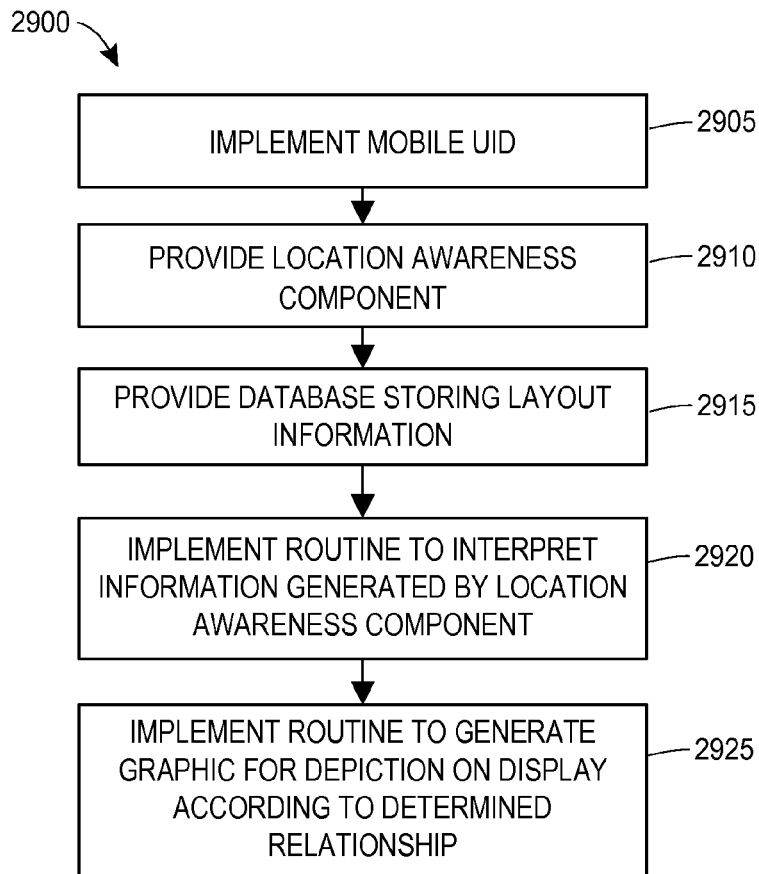 2900
IMPLEMENT MOBILE UID
2905
PROVIDE LOCATION AWARENESS
COMPONENT
2910
PROVIDE DATABASE STORING LAYOUT
INFORMATION
2915
IMPLEMENT ROUTINE TO INTERPRET
INFORMATION GENERATED BY LOCATION
AWARENESS COMPONENT
2920
IMPLEMENT ROUTINE TO GENERATE
GRAPHIC FOR DEPICTION ON DISPLAY
ACCORDING TO DETERMINED
RELATIONSHIP
2925